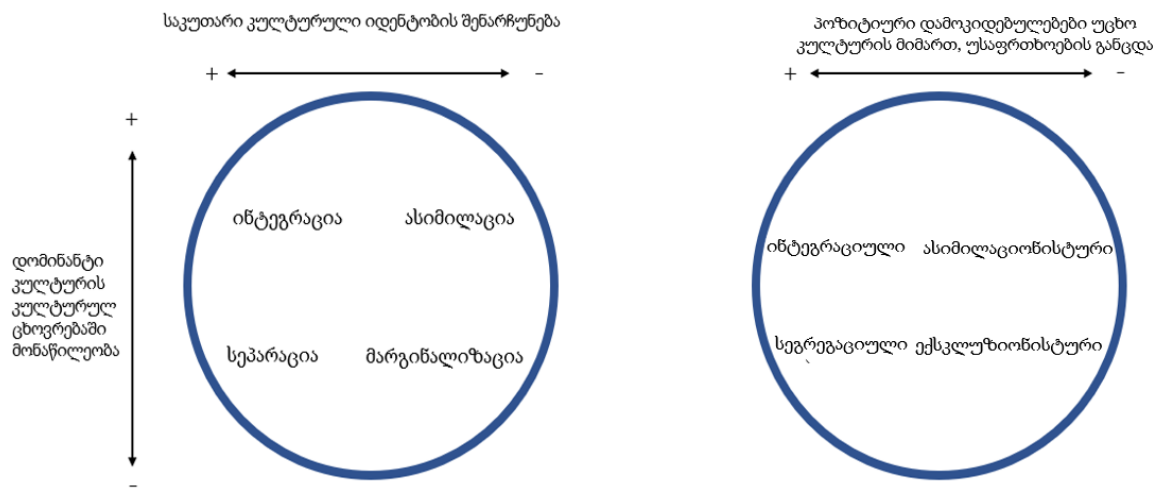 საკუთარი კულტურული იდენტობის შენარჩუნება
+
-
+
დომინანტი
კულტურის
კულტურულ
ცხოვრებაში
მონაწილეობა
-
ინტეგრაცია
ასიმილაცია
სეპარაცია
მარგინალიზაცია
პოზიტიური დამოკიდებულებები უცხო
კულტურის მიმართ, უსაფრთხოების განცდა
+
-
ინტეგრაციული
ასიმილაციონისტური
სეგრეგაციული
ექსკლუზიონისტური